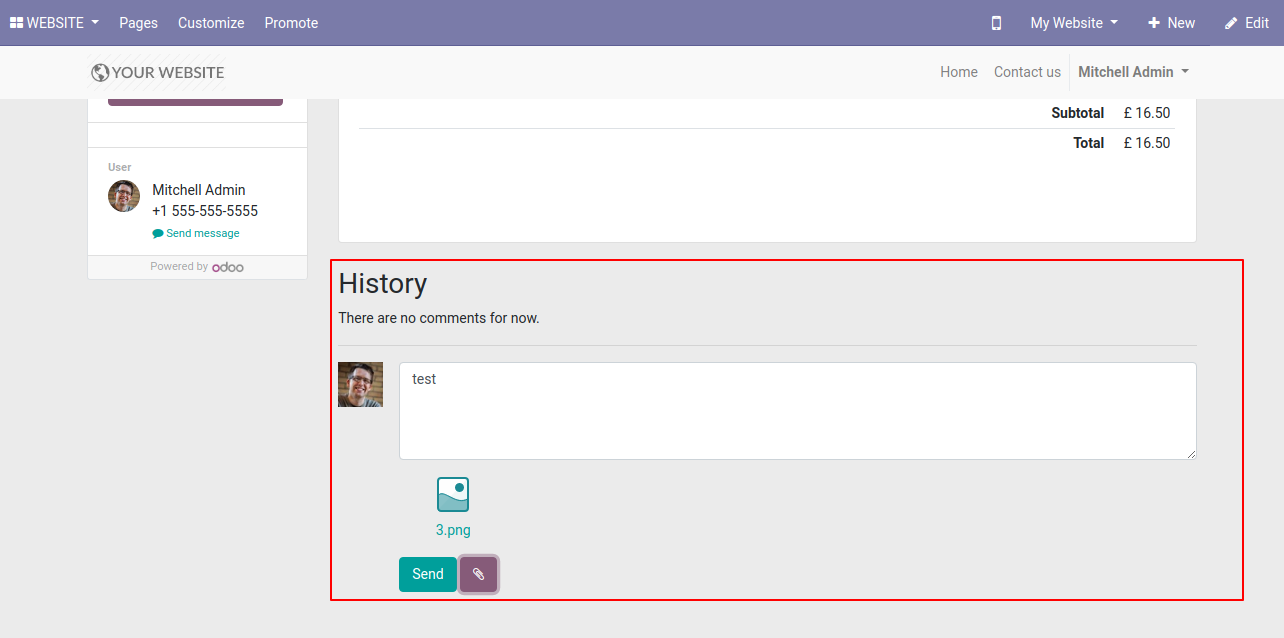 WEBSITE Pages Customize Promote My Website New Edit
YOUR WEBSITE Home Contact us Mitchell Admin
Subtotal £ 16.50
Total £ 16.50
User
Mitchell Admin
+1 555-555-5555
Send message
Powered by odoo
History
There are no comments for now.
test
3.png
Send